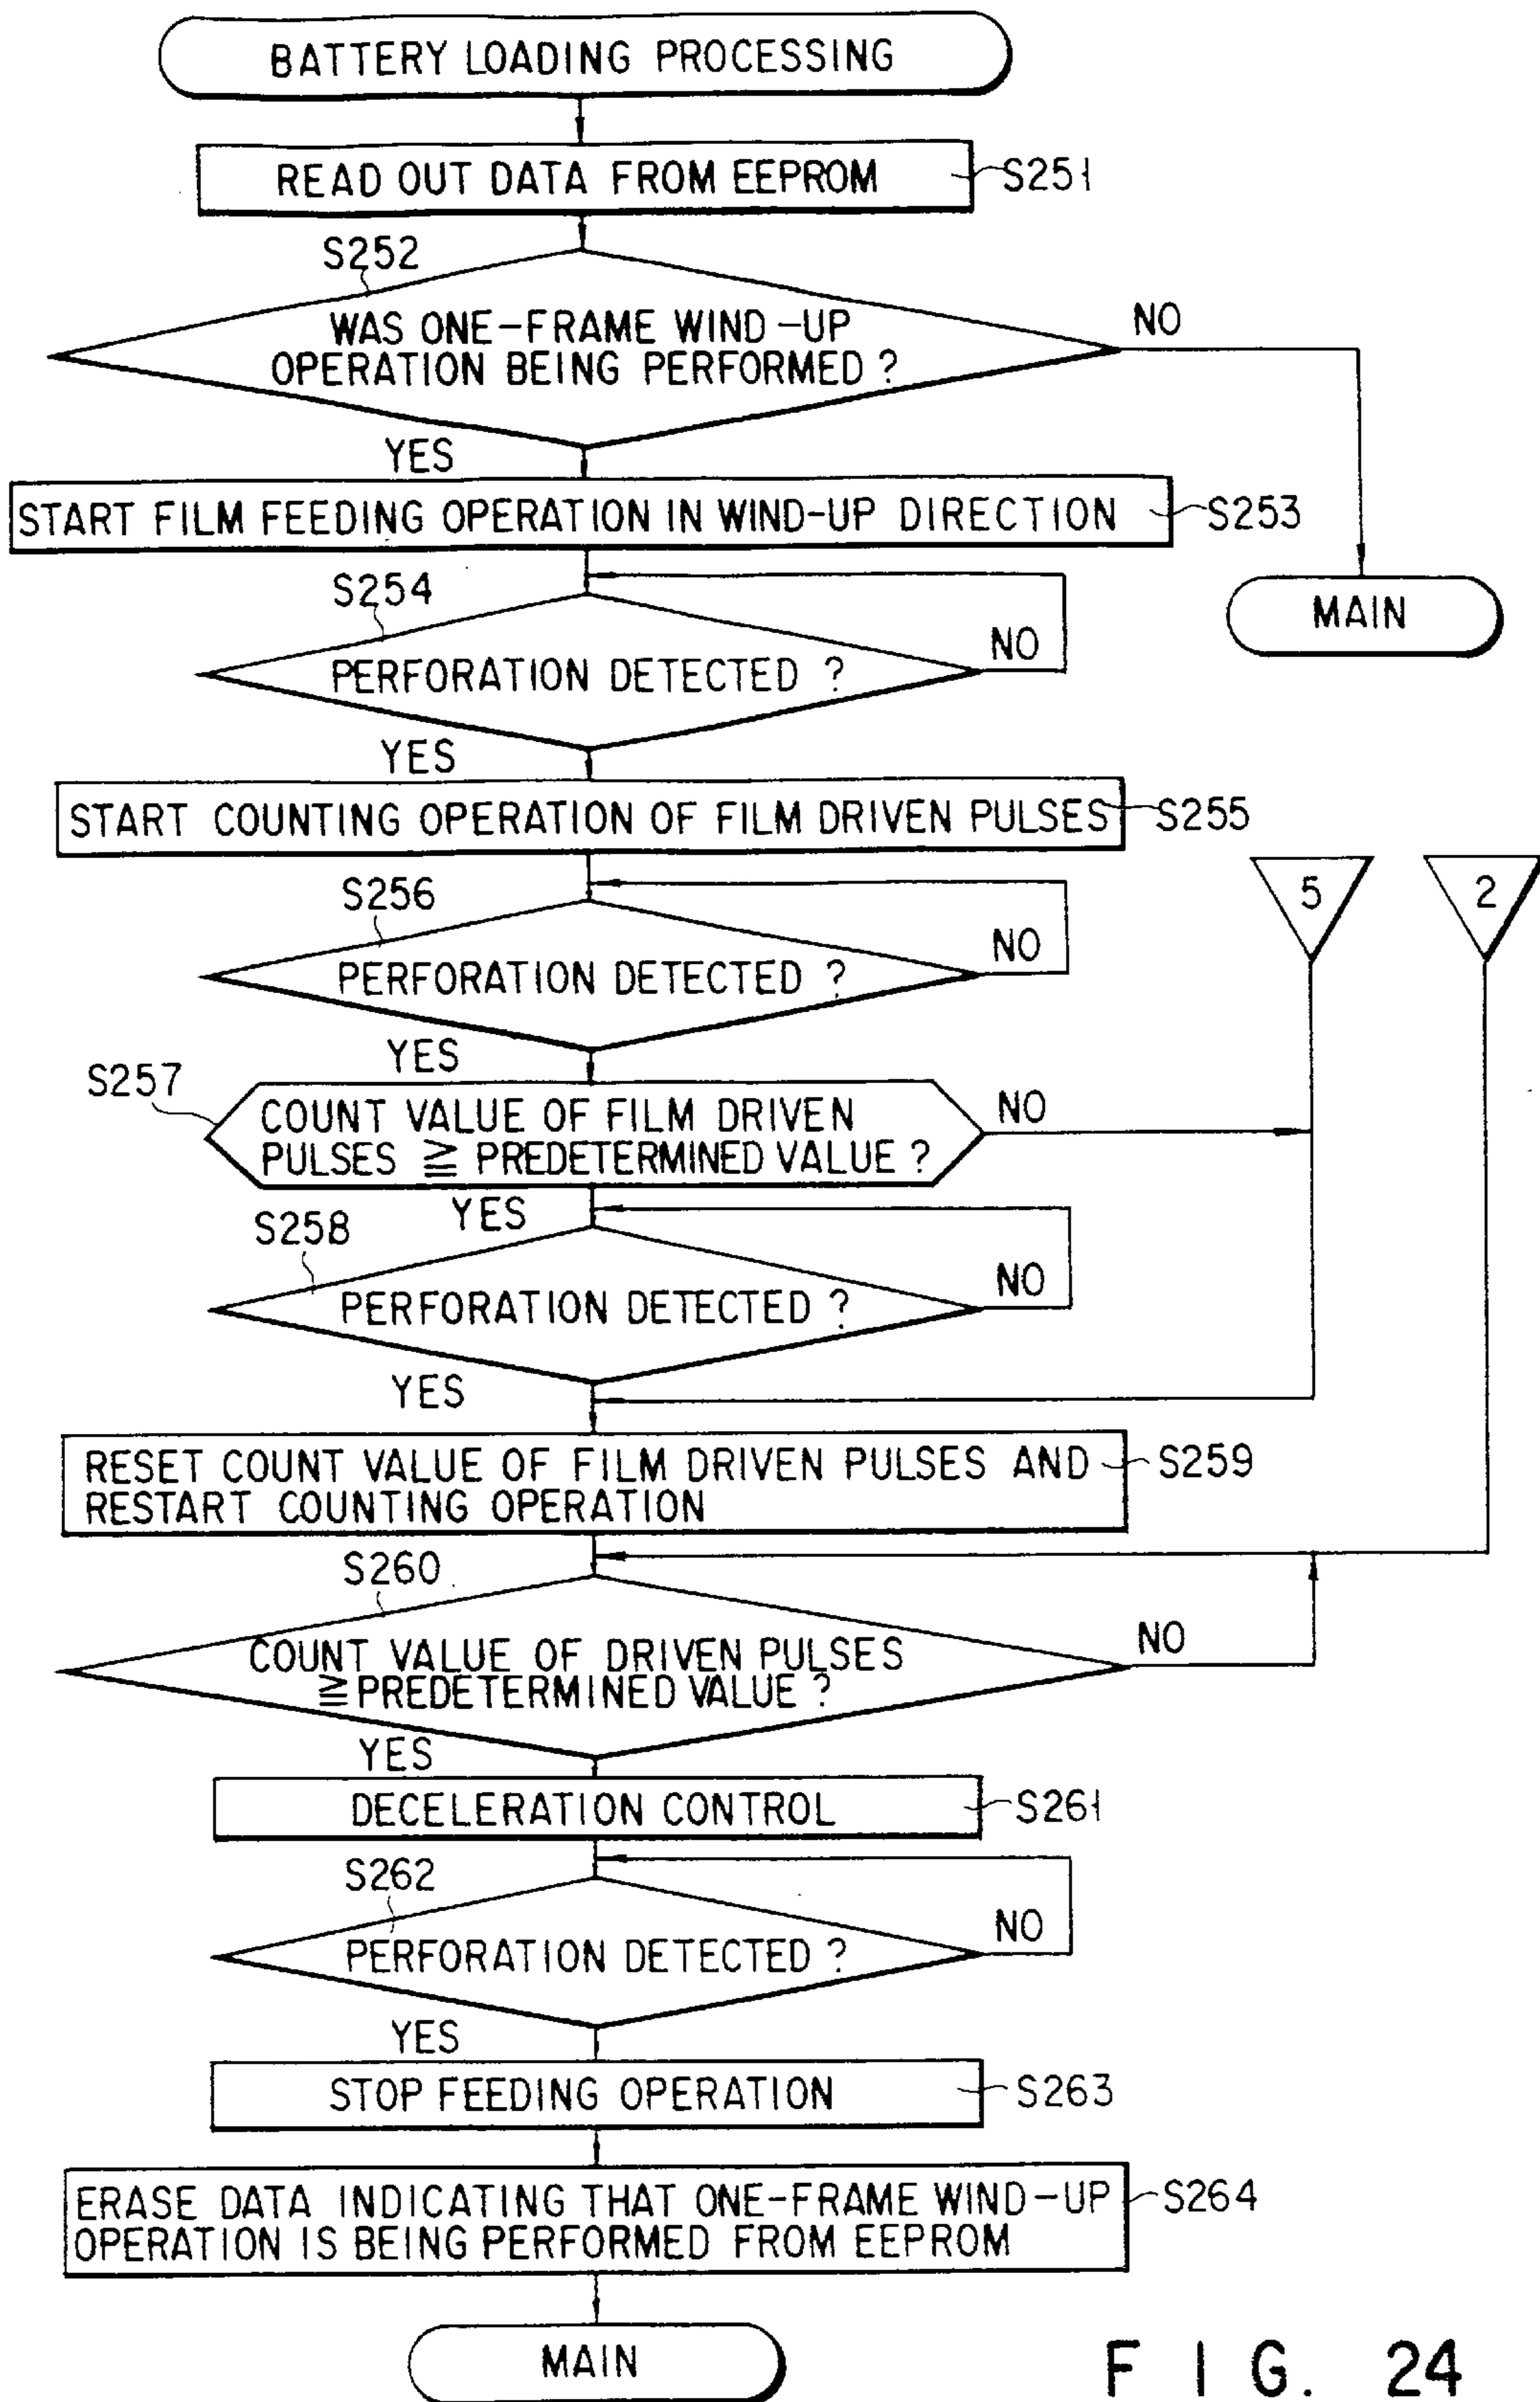 BATTERY LOADING PROCESSING
READ OUT DATA FROM EEPROM
S251
S252
WAS ONE-FRAME WIND-UP
OPERATION BEING PERFORMED ?
NO
YES
START FILM FEEDING OPERATION IN WIND-UP DIRECTION
S253
MAIN
S254
PERFORATION DETECTED ?
NO
YES
START COUNTING OPERATION OF FILM DRIVEN PULSES
S255
5
2
S256
PERFORATION DETECTED ?
NO
YES
S257
COUNT VALUE OF FILM DRIVEN
PULSES ≧ PREDETERMINED VALUE ?
NO
YES
S258
PERFORATION DETECTED ?
NO
YES
RESET COUNT VALUE OF FILM DRIVEN PULSES AND
RESTART COUNTING OPERATION
S259
S260
COUNT VALUE OF DRIVEN PULSES
≧ PREDETERMINED VALUE ?
NO
YES
DECELERATION CONTROL
S261
S262
PERFORATION DETECTED ?
NO
YES
STOP FEEDING OPERATION
S263
ERASE DATA INDICATING THAT ONE-FRAME WIND-UP
OPERATION IS BEING PERFORMED FROM EEPROM
S264
MAIN
FIG. 24